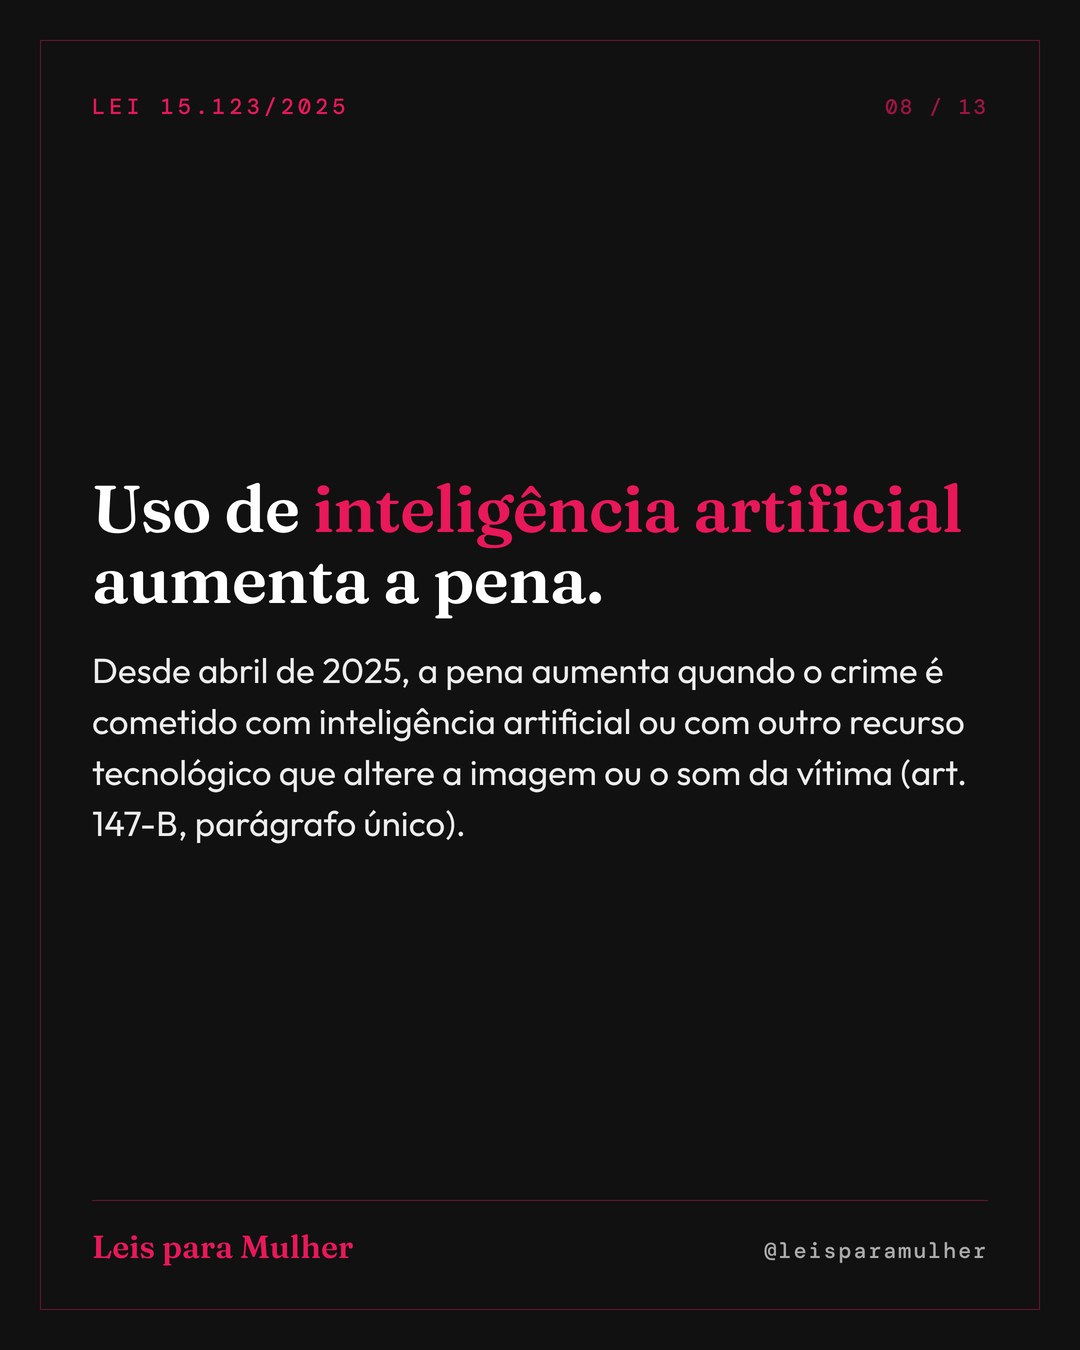 LEI 15.123/2025
08 / 13
Uso de inteligência artificial
aumenta a pena.
Desde abril de 2025, a pena aumenta quando o crime é
cometido com inteligência artificial ou com outro recurso
tecnológico que altere a imagem ou o som da vítima (art.
147-B, parágrafo único).
Leis para Mulher
@leisparamulher